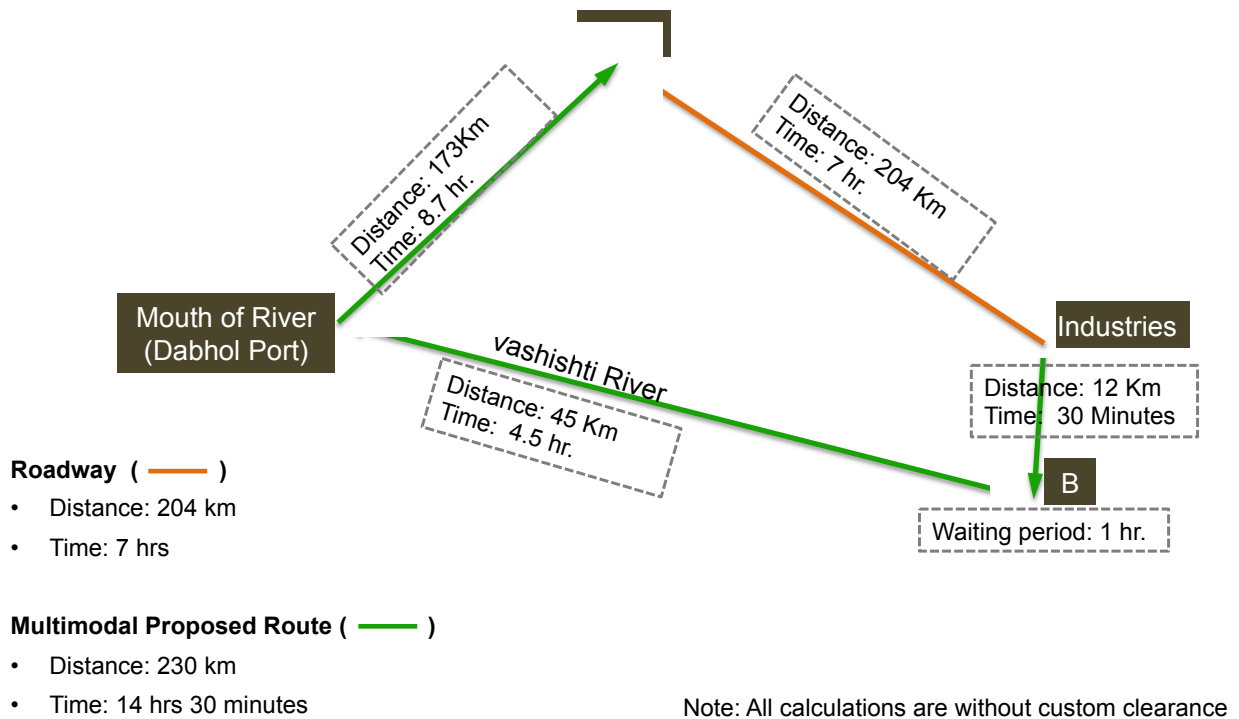 Distance: 173Km
Time: 8.7 hr.
Distance: 204 Km
Time: 7 hr.
Mouth of River
(Dabhol Port)
Industries
Vashishti River
Distance: 45 Km
Time: 4.5 hr.
Distance: 12 Km
Time: 30 Minutes
B
Waiting period: 1 hr.
Roadway ( )
• Distance: 204 km
• Time: 7 hrs
Multimodal Proposed Route ( )
• Distance: 230 km
• Time: 14 hrs 30 minutes
Note: All calculations are without custom clearance